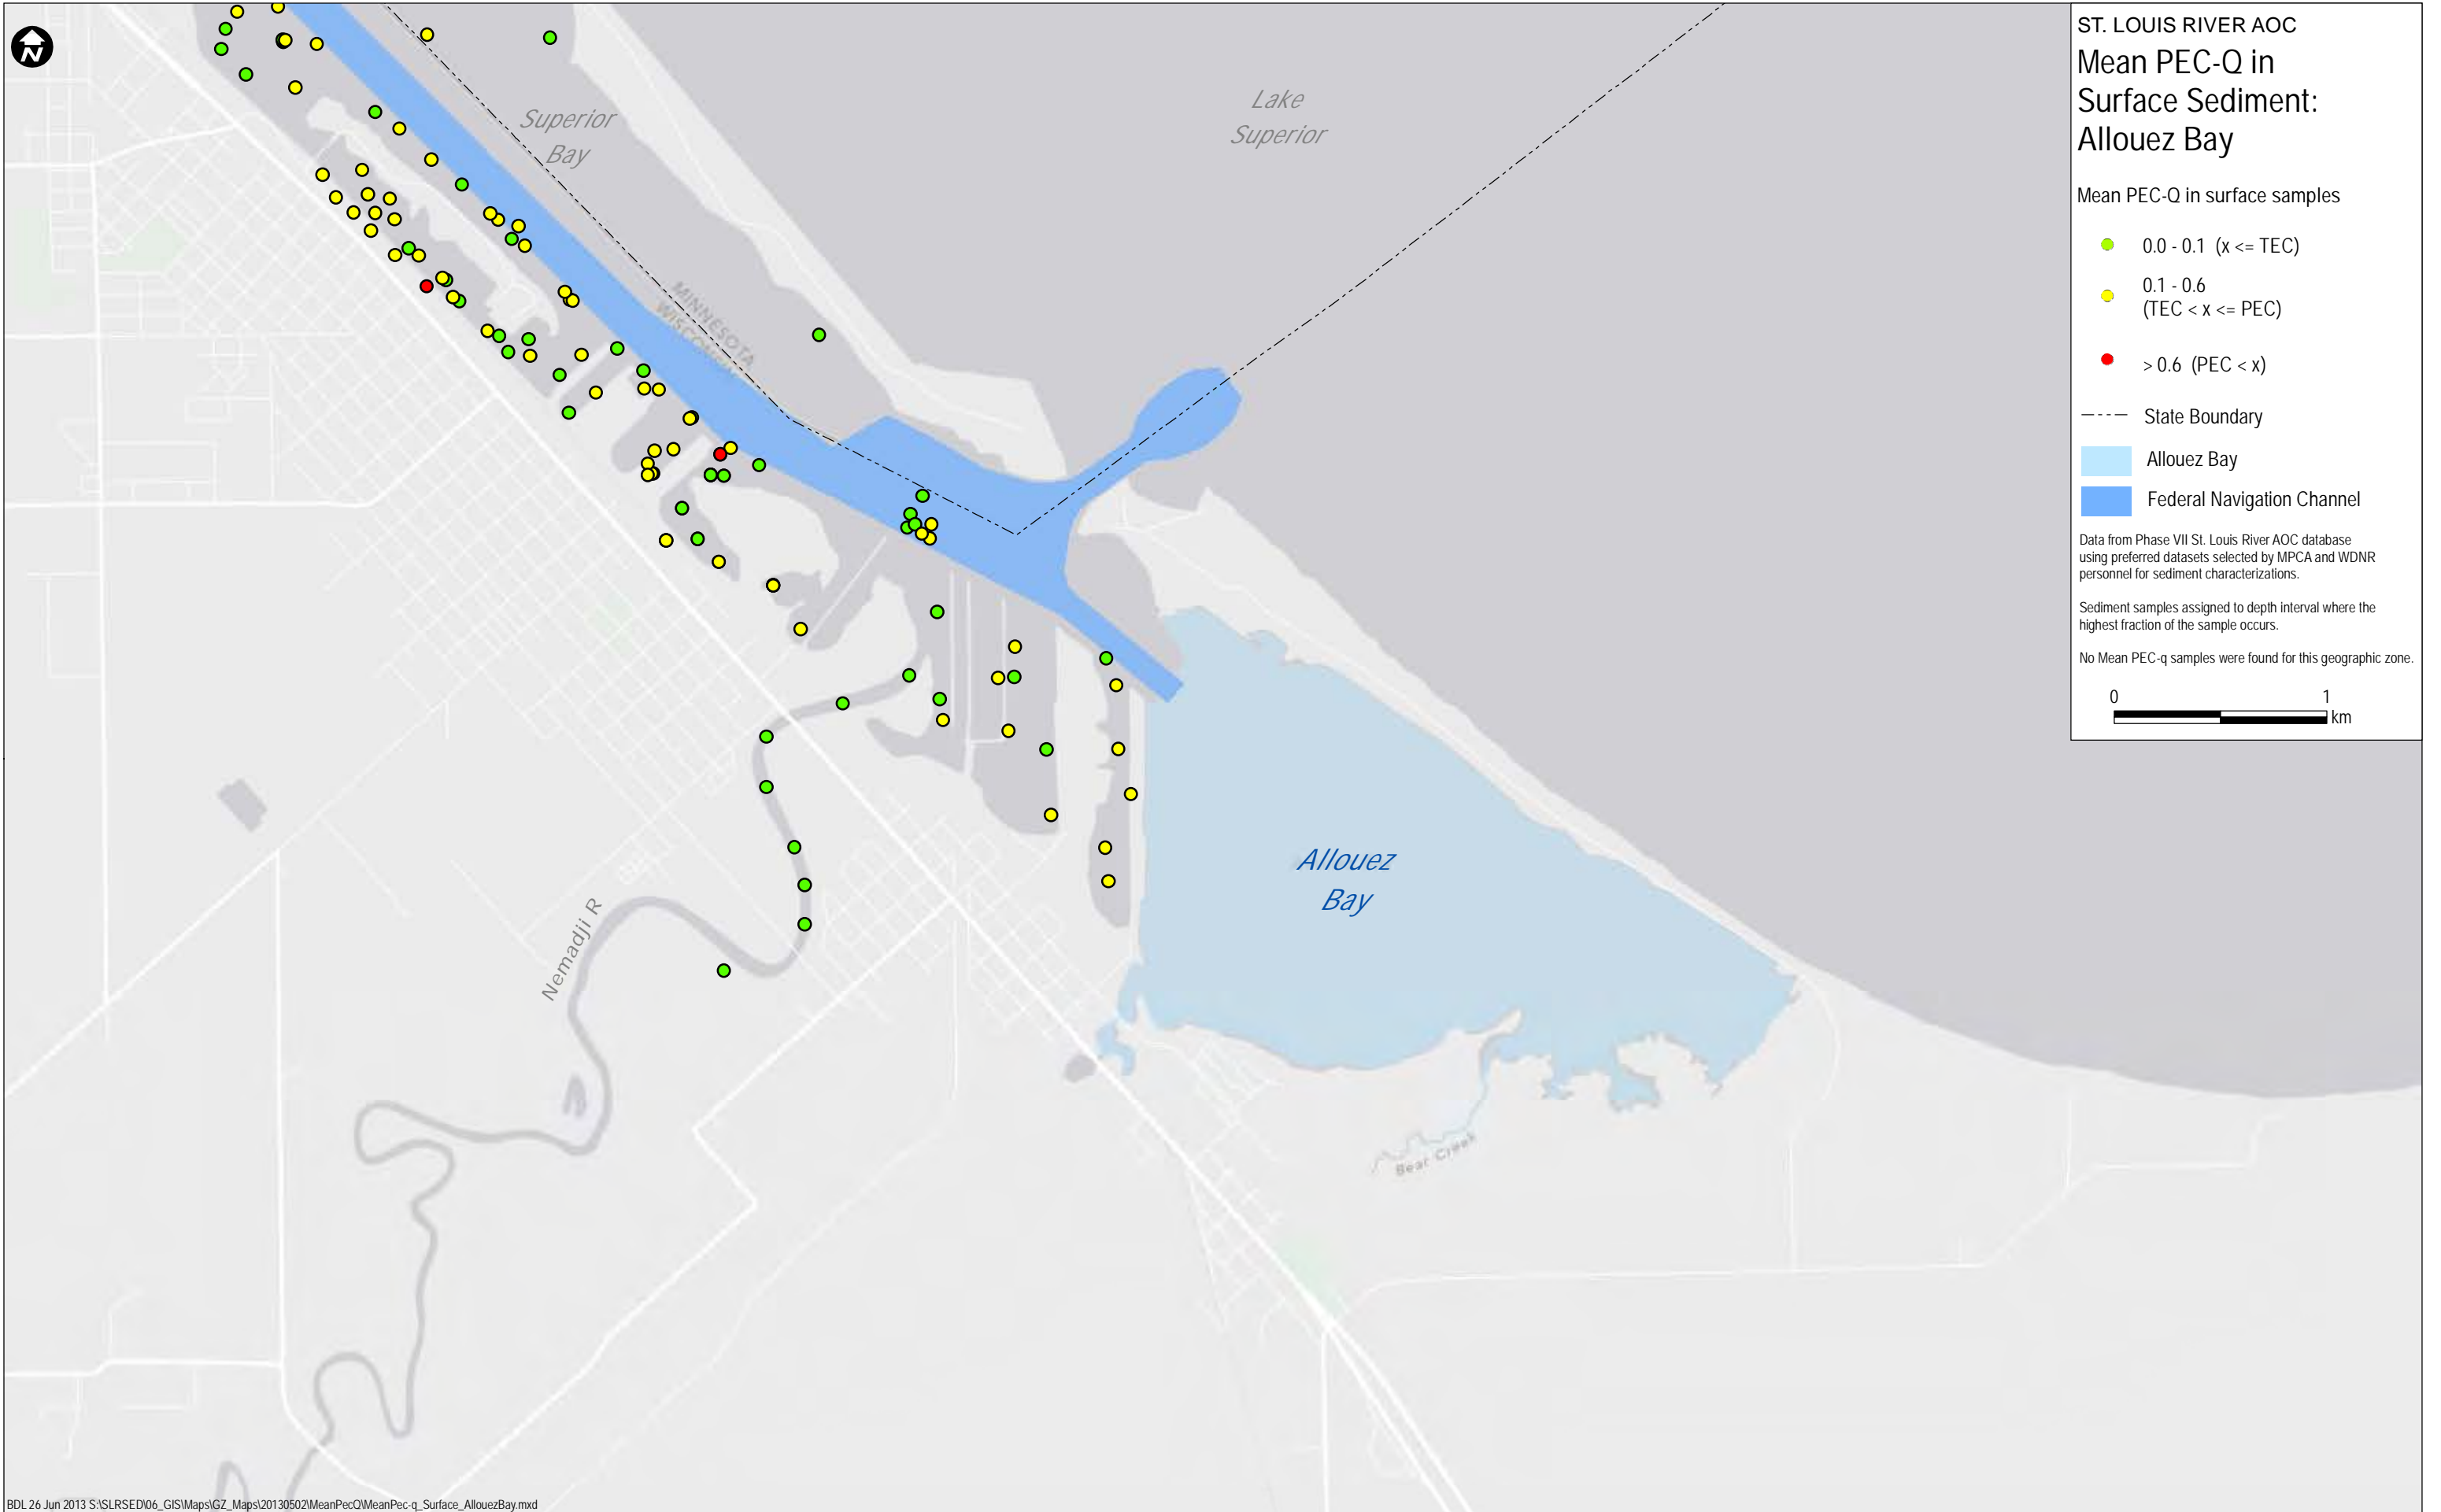 N
Superior
Bay
Lake
Superior
MINNESOTA
WISCONSIN
Allouez
Bay
Nemadji R
Bear Creek
ST. LOUIS RIVER AOC
Mean PEC-Q in
Surface Sediment:
Allouez Bay
Mean PEC-Q in surface samples
0.0 - 0.1 (x <= TEC)
0.1 - 0.6
(TEC < x <= PEC)
> 0.6 (PEC < x)
State Boundary
Allouez Bay
Federal Navigation Channel
Data from Phase VII St. Louis River AOC database
using preferred datasets selected by MPCA and WDNR
personnel for sediment characterizations.
Sediment samples assigned to depth interval where the
highest fraction of the sample occurs.
No Mean PEC-q samples were found for this geographic zone.
0 1
km
BDL 26 Jun 2013 S:\SLRSED\06_GIS\Maps\GZ_Maps\20130502\MeanPecQ\MeanPec-q_Surface_AllouezBay.mxd